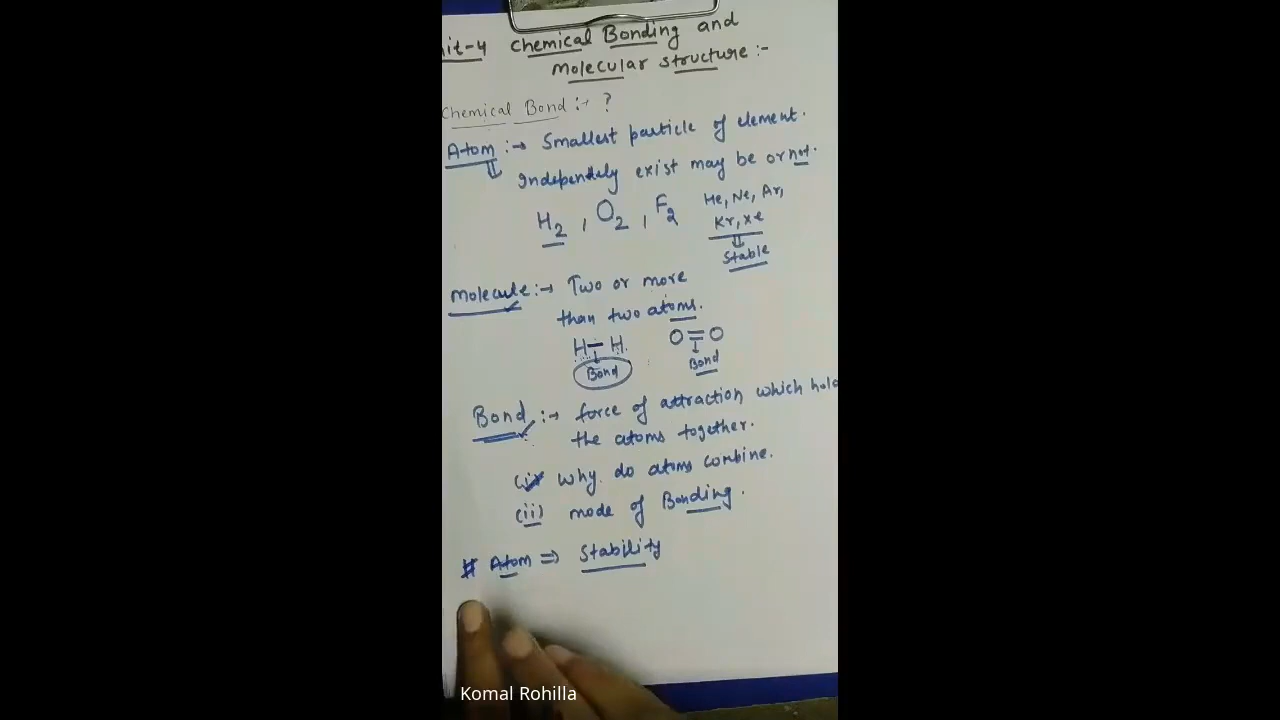 nit-4 Chemical Bonding and
molecular structure :-
Chemical Bond :→ ?
Atom :→ Smallest particle of element.
Independtely exist may be or not.
H2 , O2 , F2
He, Ne, Ar,
Kr, Xe
⇓
Stable
Molecule :→ Two or more
than two atoms.
H–H O=O
Bond Bond
Bond :→ force of attraction which hold
the atoms together.
(i) why do atoms combine.
(ii) mode of Bonding.
# Atom ⇒ Stability
Komal Rohilla